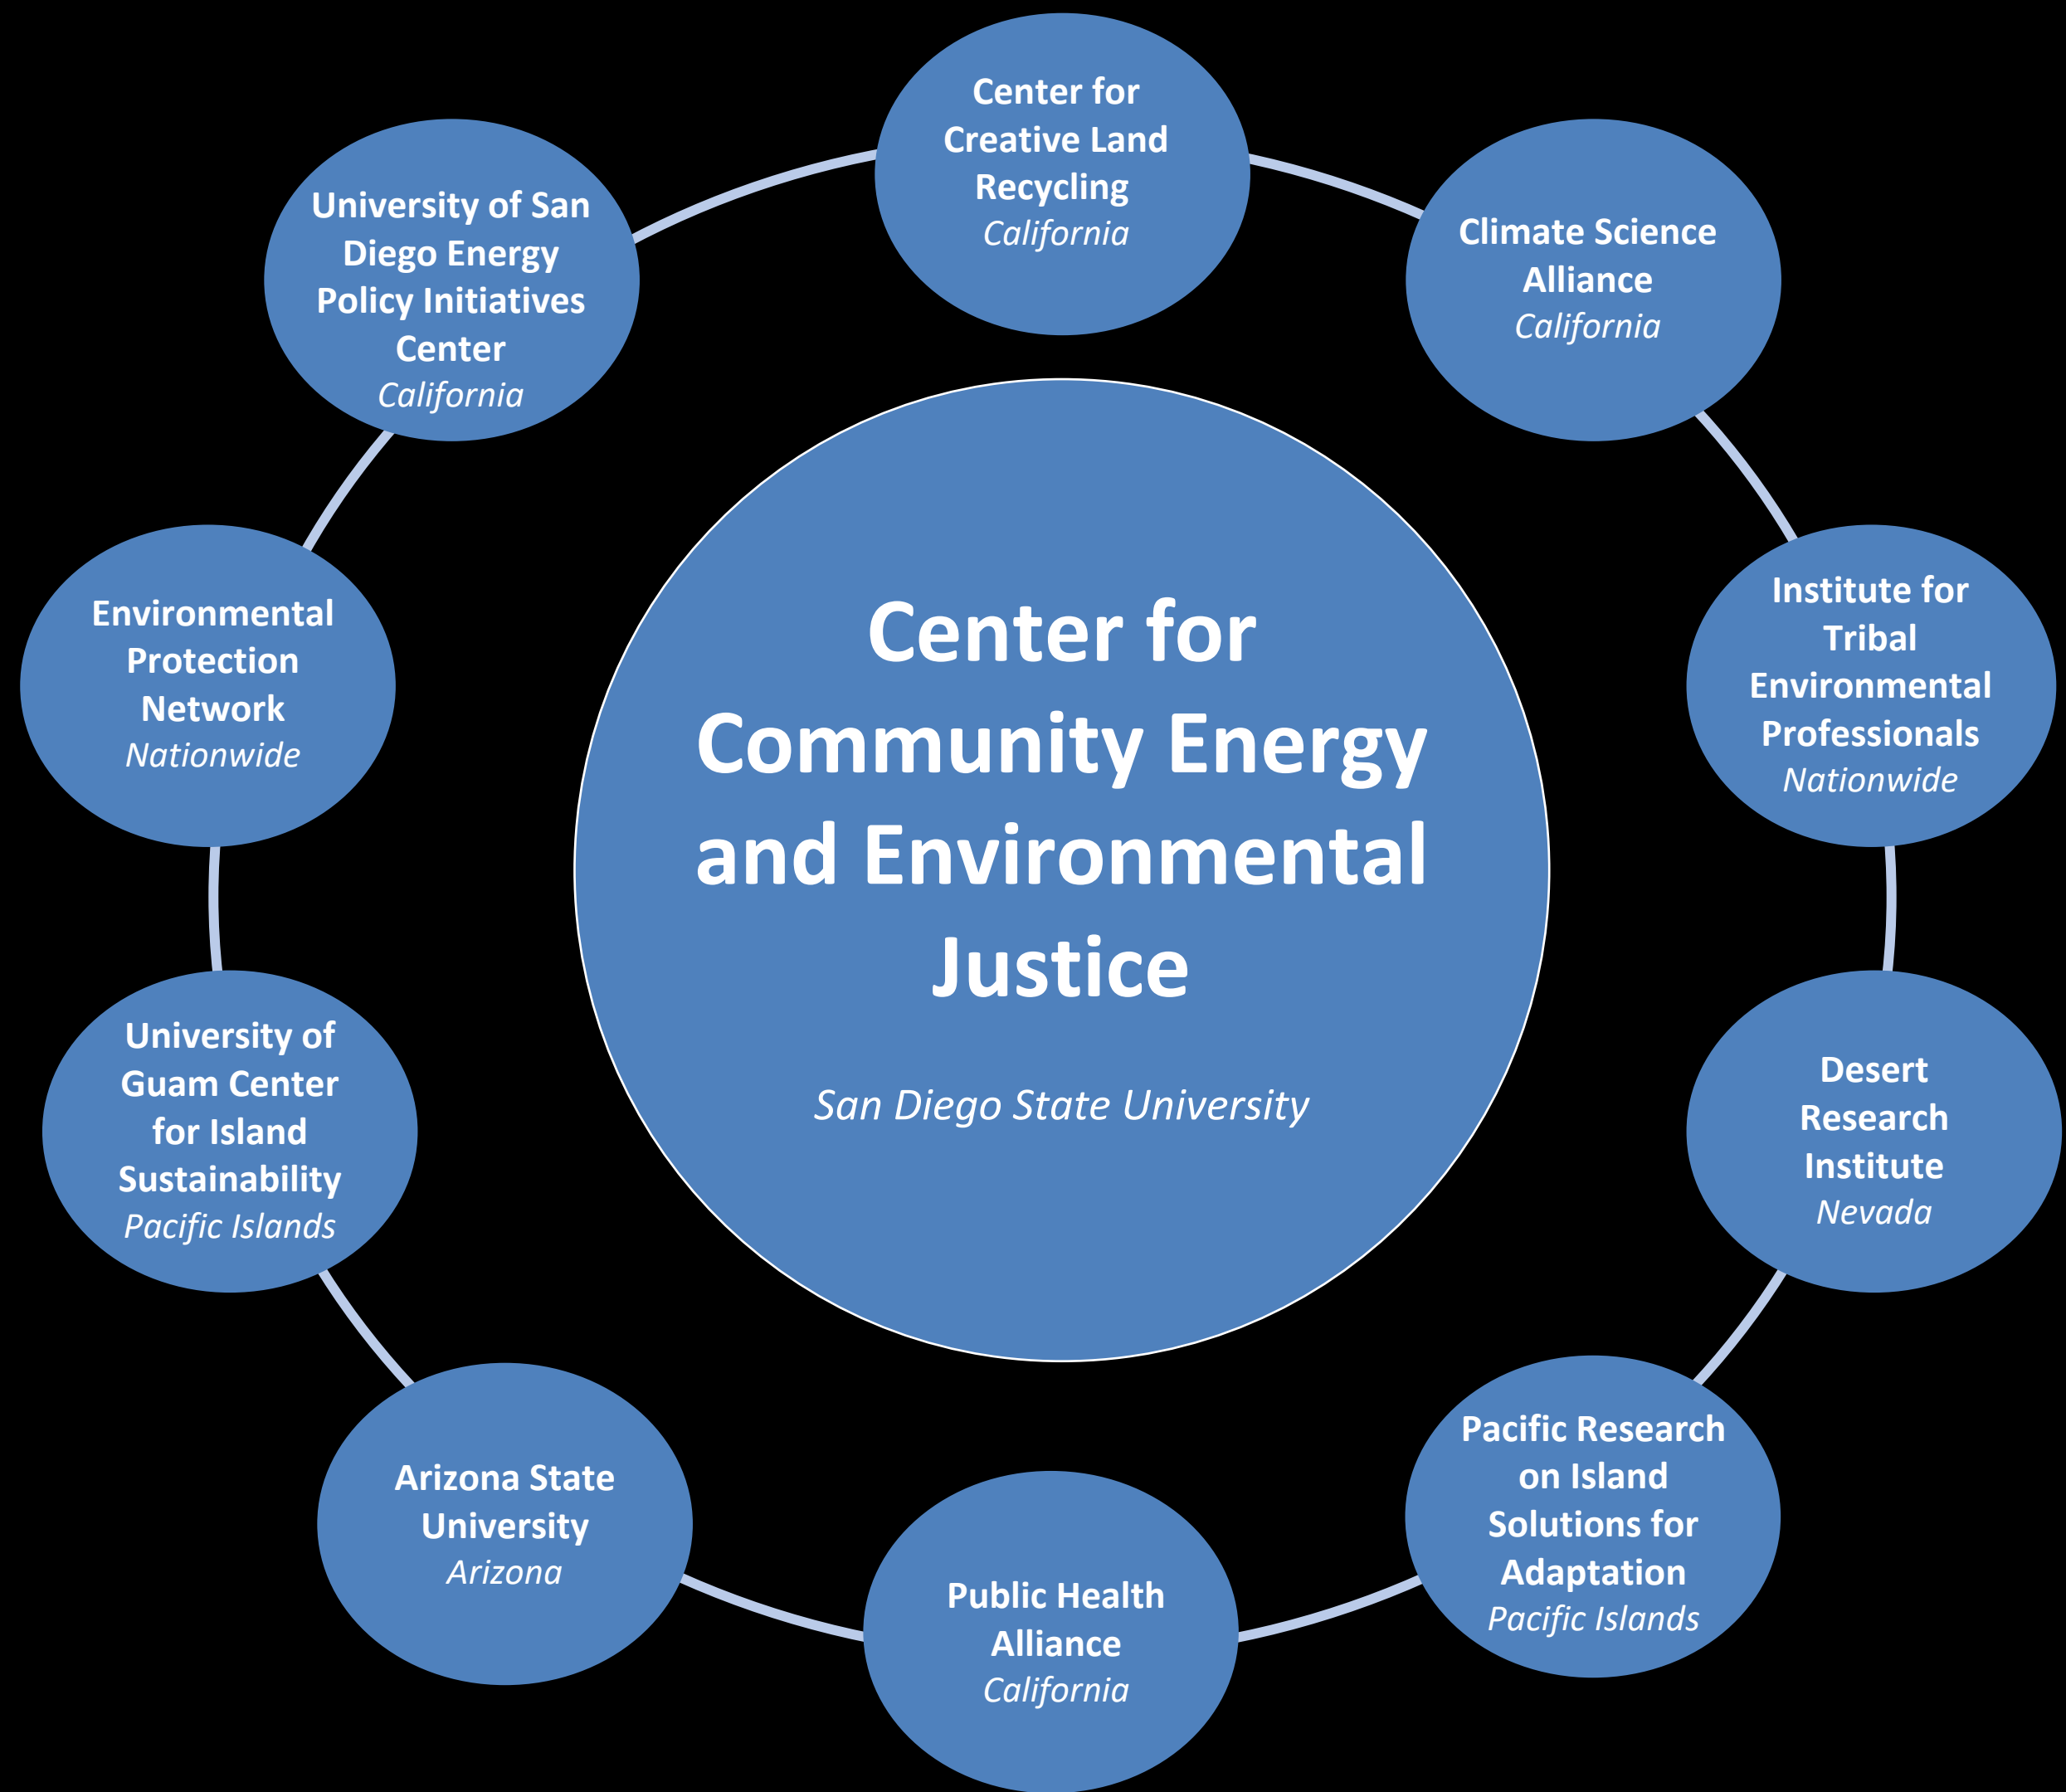 Center for
Creative Land
Recycling
California
Climate Science
Alliance
California
Institute for
Tribal
Environmental
Professionals
Nationwide
Desert
Research
Institute
Nevada
Pacific Research
on Island
Solutions for
Adaptation
Pacific Islands
Public Health
Alliance
California
Arizona State
University
Arizona
University of
Guam Center
for Island
Sustainability
Pacific Islands
Environmental
Protection
Network
Nationwide
University of San
Diego Energy
Policy Initiatives
Center
California
Center for
Community Energy
and Environmental
Justice
San Diego State University